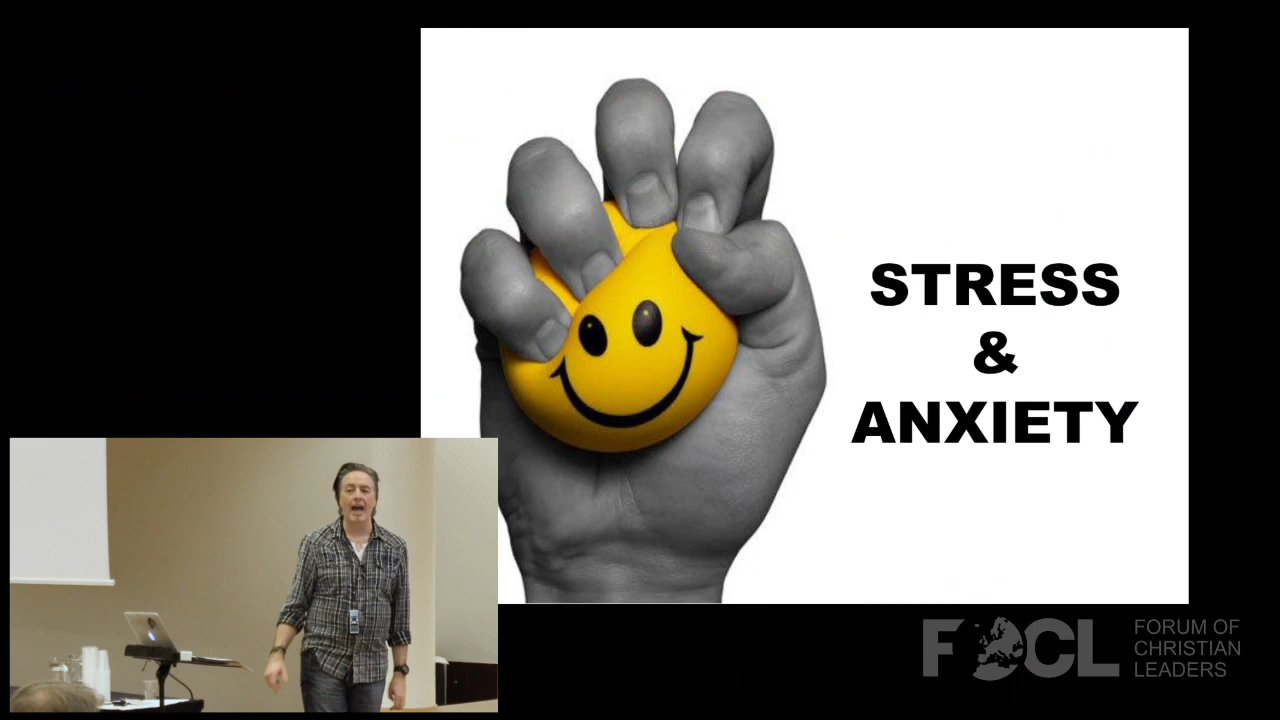 STRESS
&
ANXIETY
FOCL
FORUM OF
CHRISTIAN
LEADERS